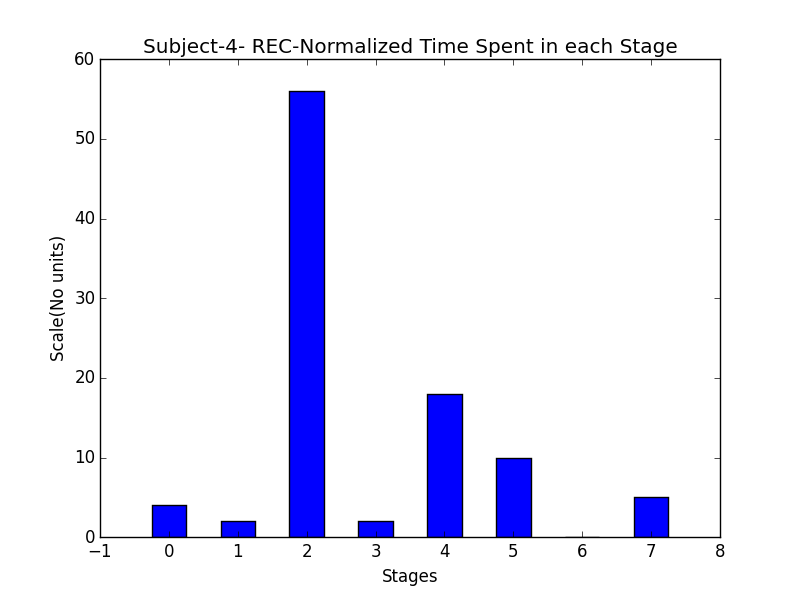 Subject-4- REC-Normalized Time Spent in each Stage
60
50
40
30
20
10
0
Scale(No units)
−1 0 1 2 3 4 5 6 7 8
Stages